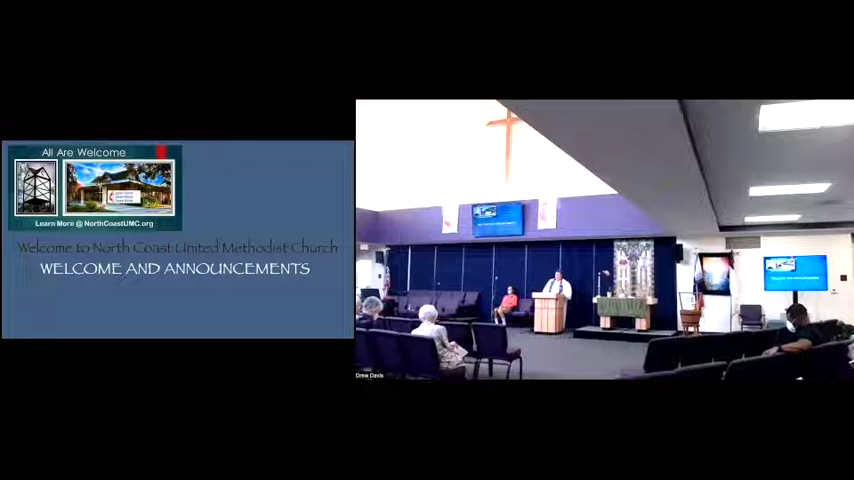 All Are Welcome
Learn More @ NorthCoastUMC.org
Welcome to North Coast United Methodist Church
WELCOME AND ANNOUNCEMENTS
Drew Davis